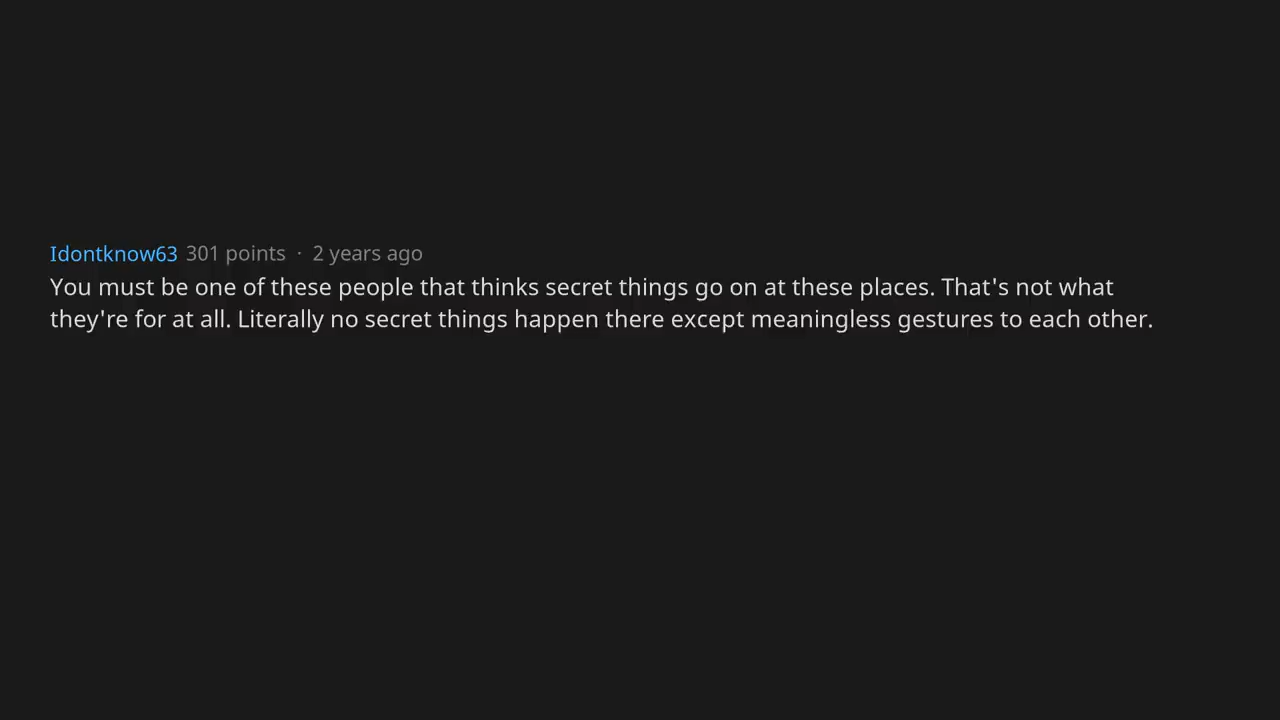 Idontknow63 301 points · 2 years ago
You must be one of these people that thinks secret things go on at these places. That's not what
they're for at all. Literally no secret things happen there except meaningless gestures to each other.